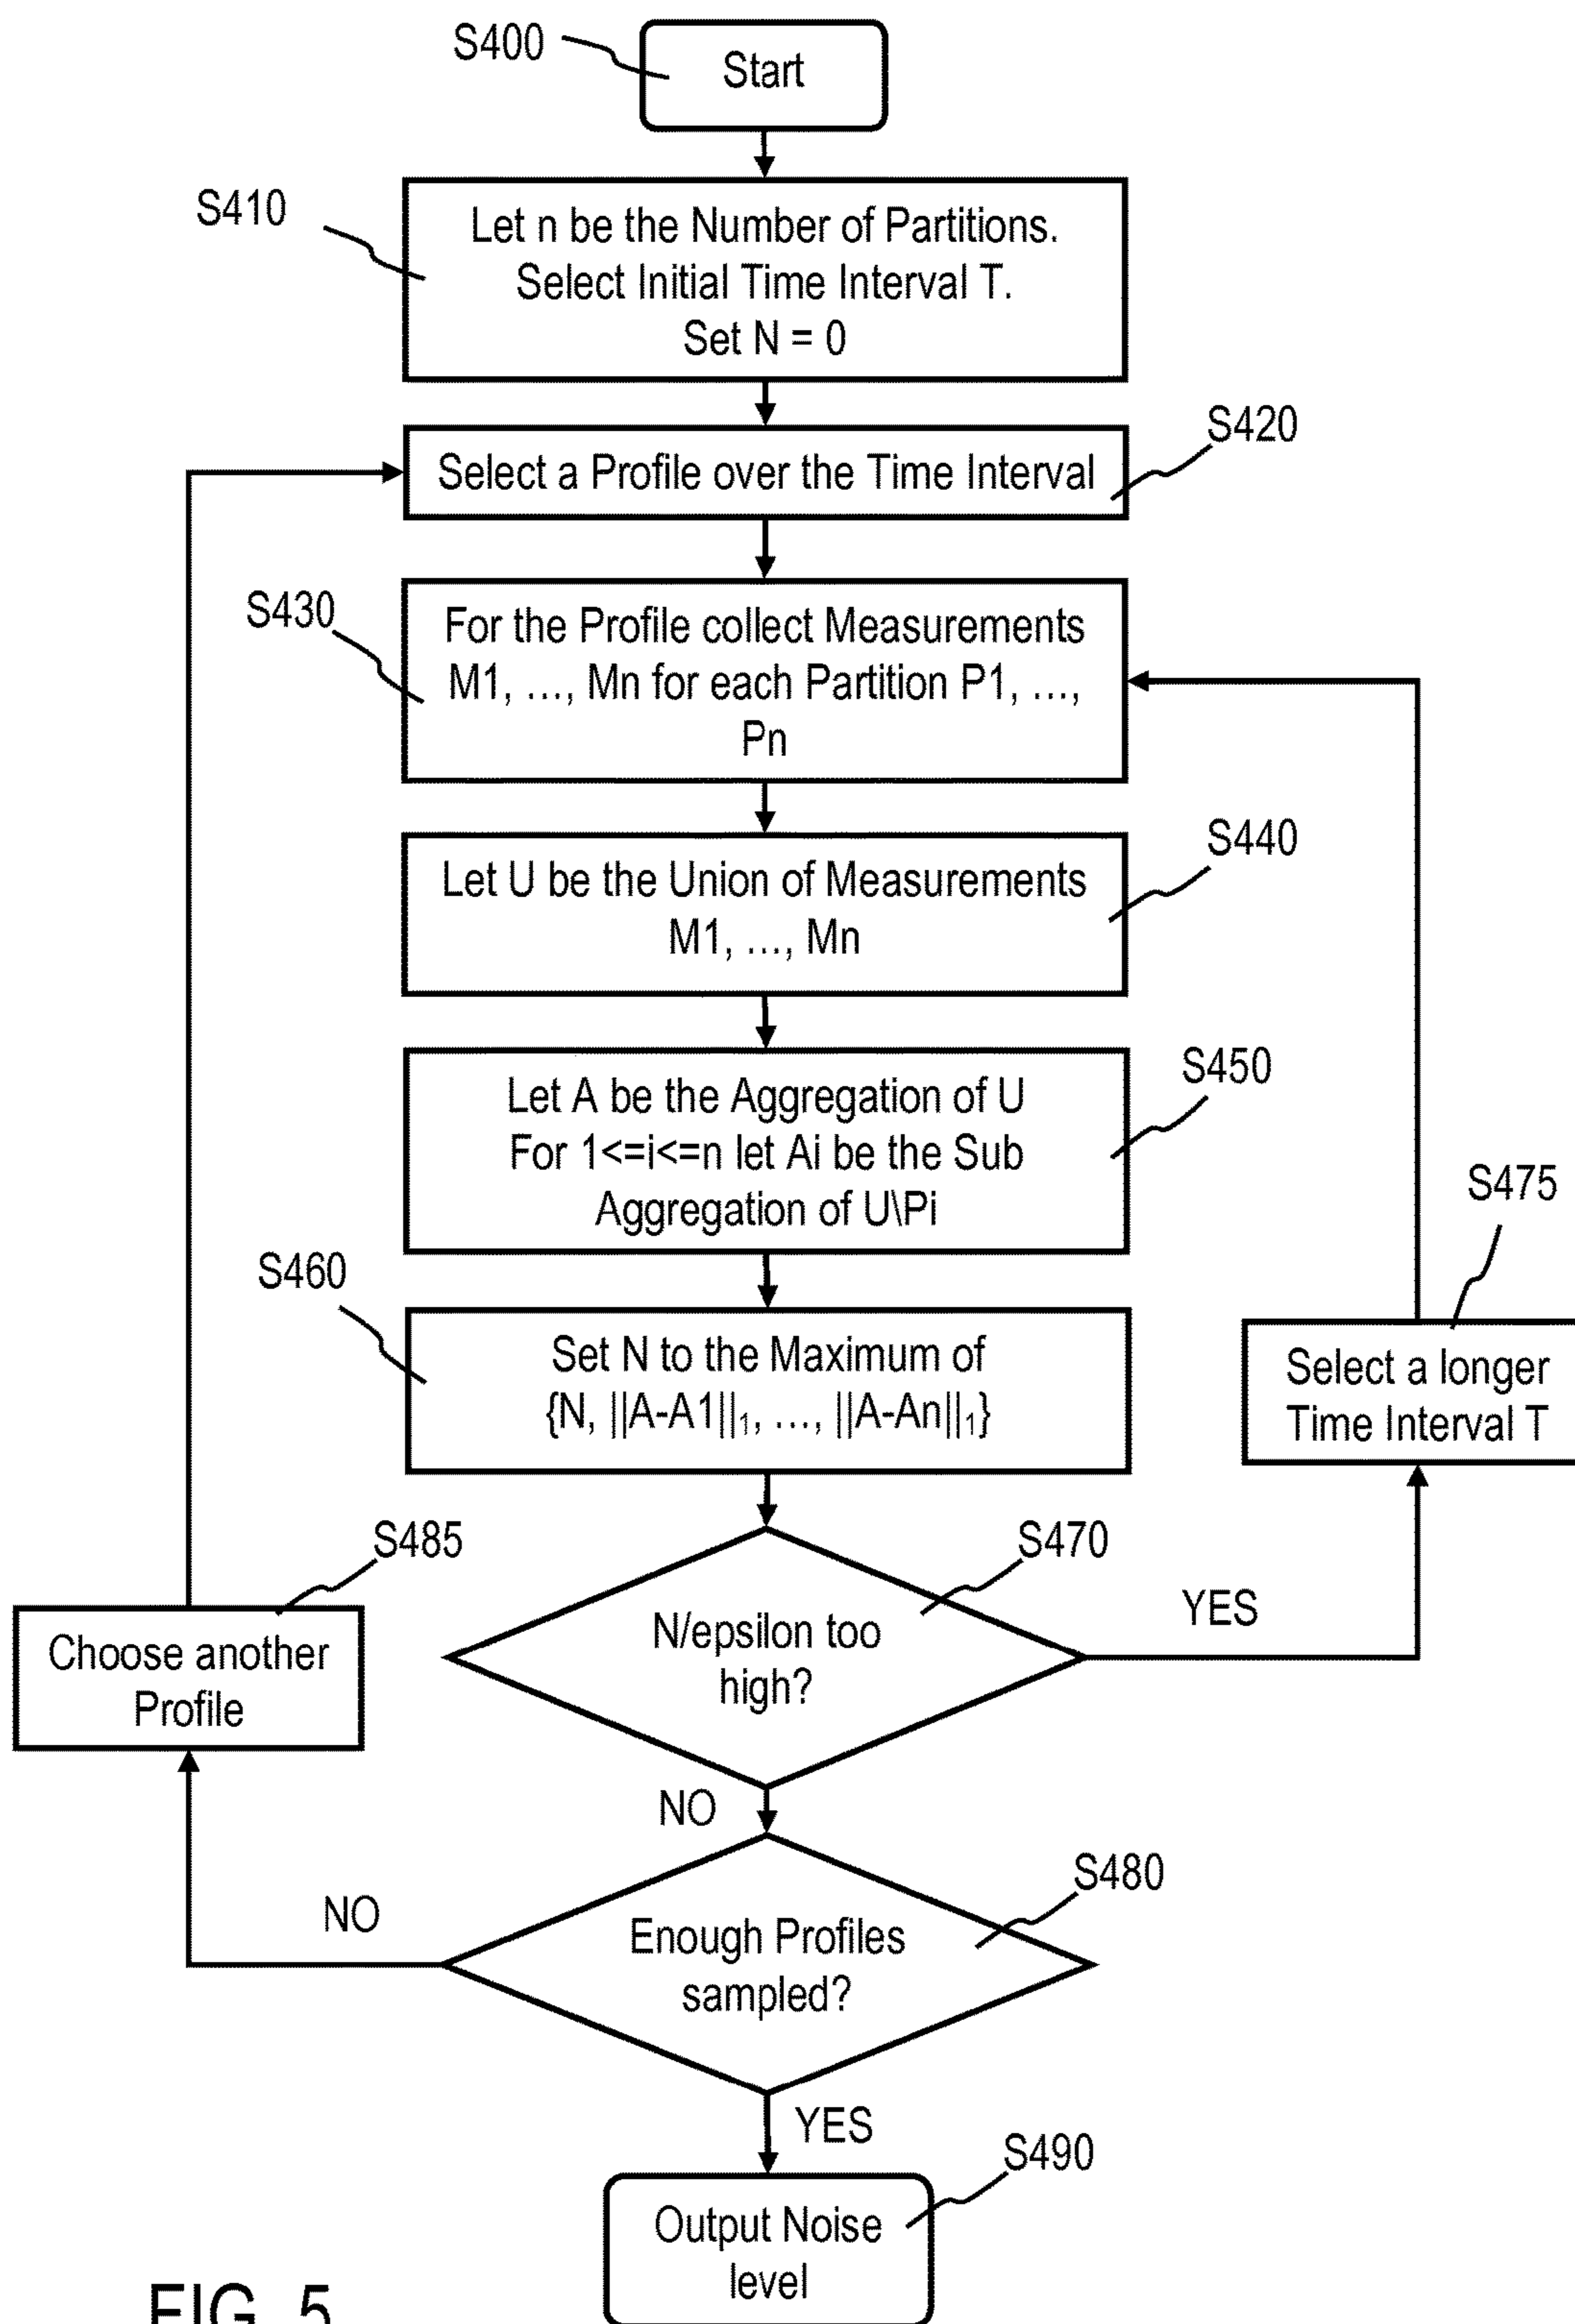 S400
Start
S410
Let n be the Number of Partitions.
Select Initial Time Interval T.
Set N = 0
S420
Select a Profile over the Time Interval
S430
For the Profile collect Measurements
M1, ..., Mn for each Partition P1, ...,
Pn
S440
Let U be the Union of Measurements
M1, ..., Mn
S450
Let A be the Aggregation of U
For 1<=i<=n let Ai be the Sub
Aggregation of U\Pi
S460
Set N to the Maximum of
{N, ||A-A1||₁, ..., ||A-An||₁}
S475
Select a longer
Time Interval T
S470
N/epsilon too
high?
YES
NO
S485
Choose another
Profile
S480
Enough Profiles
sampled?
NO
YES
S490
Output Noise
level
FIG. 5